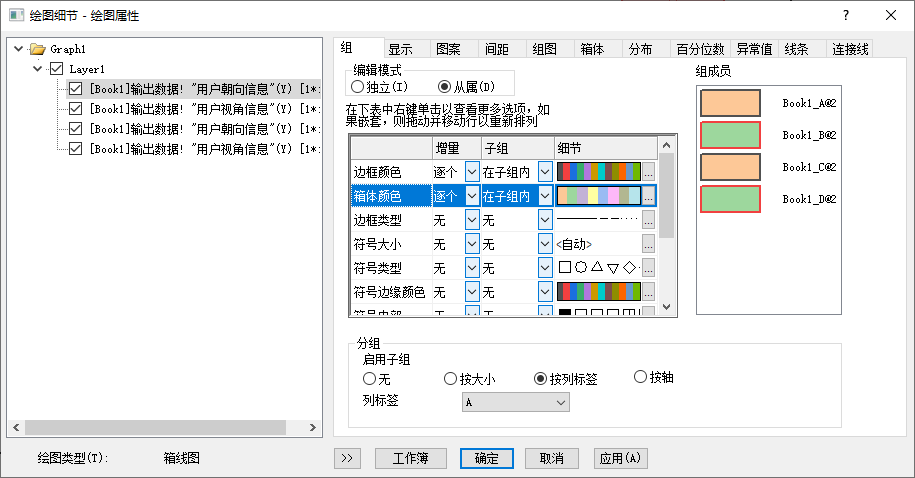 绘图细节 - 绘图属性
Graph1
Layer1
[Book1]输出数据! "用户朝向信息"(Y) [1*:
[Book1]输出数据! "用户视角信息"(Y) [1*:
[Book1]输出数据! "用户朝向信息"(Y) [1*:
[Book1]输出数据! "用户视角信息"(Y) [1*:
组 显示 图案 间距 组图 箱体 分布 百分位数 异常值 线条 连接线
编辑模式
独立(I) 从属(D)
在下表中右键单击以查看更多选项，如
果嵌套，则拖动并移动行以重新排列
增量 子组 细节
边框颜色 逐个 在子组内 ...
箱体颜色 逐个 在子组内 ...
边框类型 无 无 ...
符号大小 无 无 <自动> ...
符号类型 无 无 ...
符号边缘颜色 无 无 ...
符号内部 无 无
组成员
Book1_A@2
Book1_B@2
Book1_C@2
Book1_D@2
分组
启用子组
无 按大小 按列标签 按轴
列标签 A
绘图类型(T): 箱线图
>> 工作簿 确定 取消 应用(A)